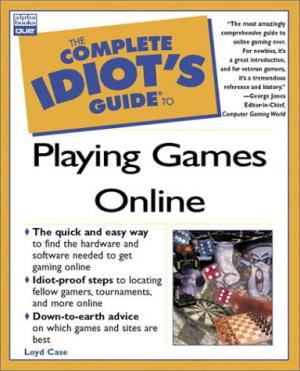 alpha
books
que
THE
COMPLETE
IDIOT'S
GUIDE® TO
"The most amazingly
comprehensive guide to
online gaming ever.
For newbies, it's
a great introduction,
and for veteran gamers,
it's a tremendous
reference and history."
—George Jones
Editor-in-Chief,
Computer Gaming World
Playing Games
Online
The quick and easy way
to find the hardware and
software needed to get
gaming online
Idiot-proof steps to locating
fellow gamers, tournaments,
and more online
Down-to-earth advice
on which games and sites are
best
Loyd Case